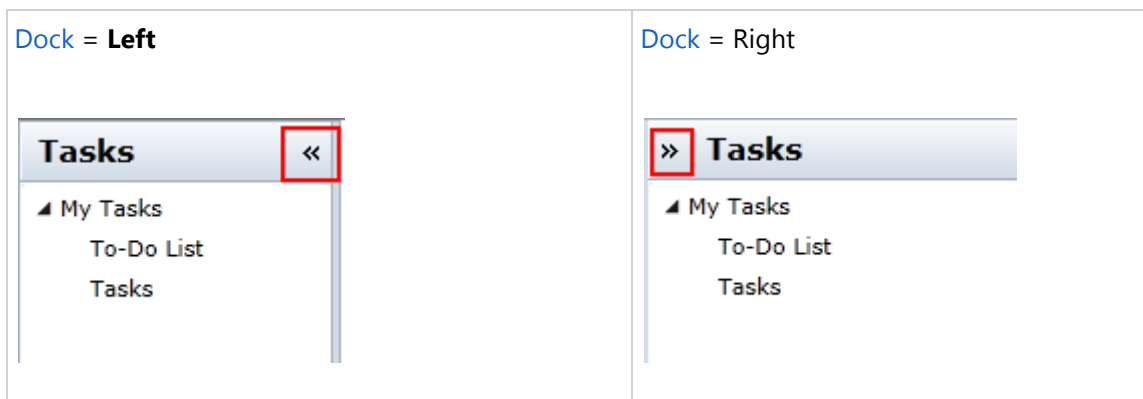 Dock = Left
Tasks «
My Tasks
To-Do List
Tasks
Dock = Right
» Tasks
My Tasks
To-Do List
Tasks